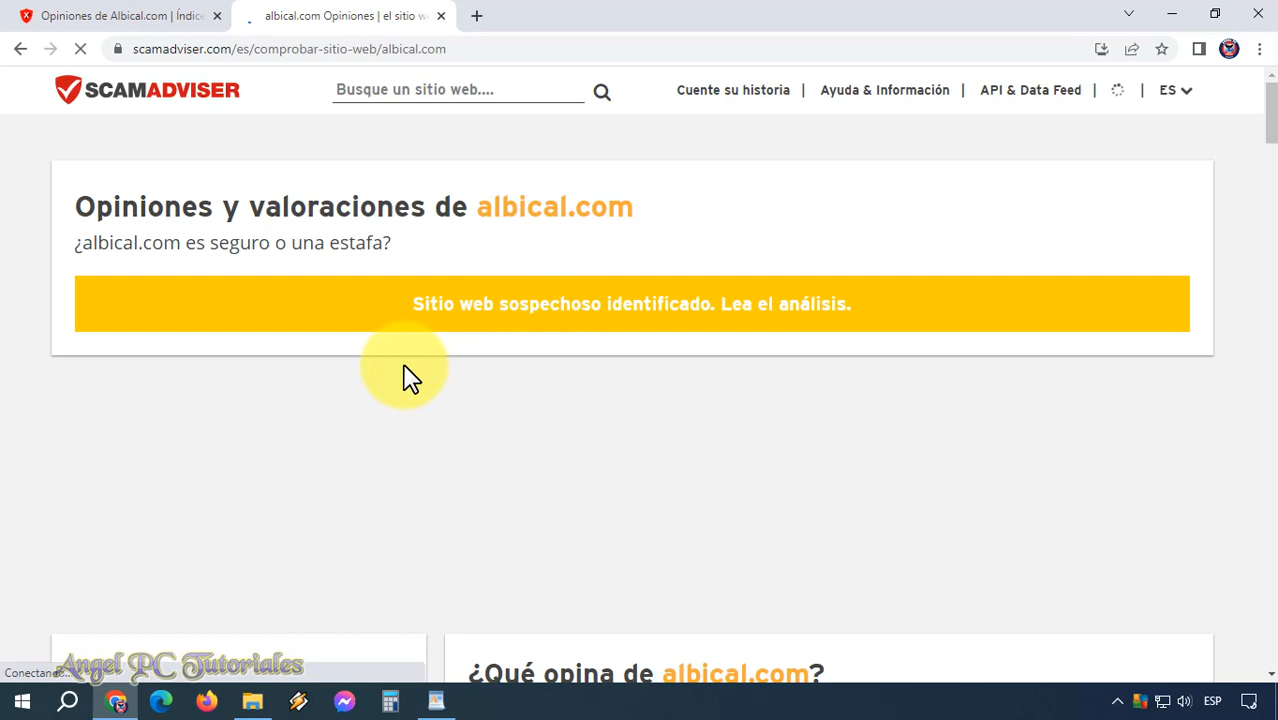 Opiniones de Albical.com | Índice
albical.com Opiniones | el sitio we
scamadviser.com/es/comprobar-sitio-web/albical.com
SCAMADVISER
Busque un sitio web....
Cuente su historia | Ayuda & Información | API & Data Feed | | ES
Opiniones y valoraciones de albical.com
¿albical.com es seguro o una estafa?
Sitio web sospechoso identificado. Lea el análisis.
¿Qué opina de albical.com?
Conectando...
Angel PC Tutoriales
ESP